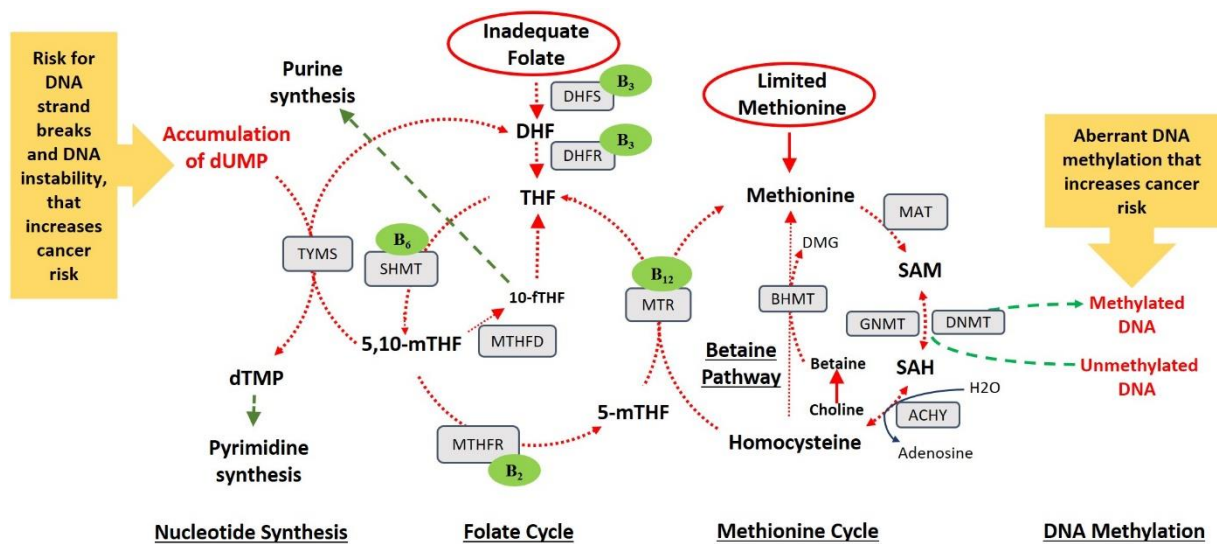 Risk for
DNA
strand
breaks
and DNA
instability,
that
increases
cancer
risk
Accumulation
of dUMP
Purine
synthesis
Inadequate
Folate
DHFS
B3
DHF
DHFR
B3
THF
TYMS
B6
SHMT
10-fTHF
5,10-mTHF
MTHFD
dTMP
Pyrimidine
synthesis
MTHFR
B2
5-mTHF
B12
MTR
Limited
Methionine
Methionine
MAT
DMG
BHMT
SAM
GNMT
DNMT
Betaine
Pathway
Betaine
Choline
SAH
H2O
ACHY
Adenosine
Homocysteine
Aberrant DNA
methylation that
increases cancer
risk
Methylated
DNA
Unmethylated
DNA
Nucleotide Synthesis
Folate Cycle
Methionine Cycle
DNA Methylation